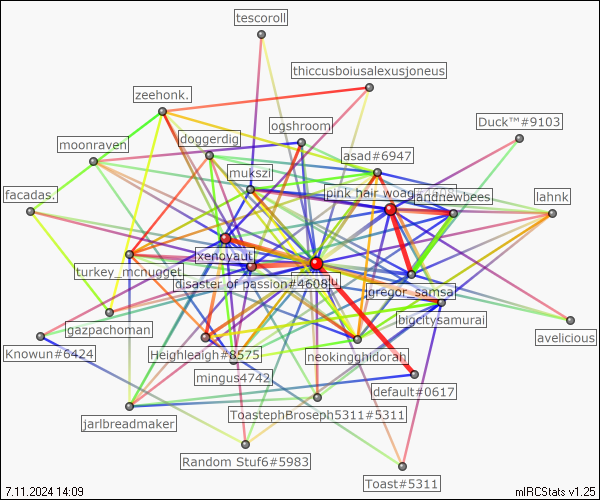 tescoroll
thiccusboiusalexusjoneus
zeehonk.
Duck™#9103
ogshroom
doggerdig
moonraven
asad#6947
mukszi
pink hair woag
andnewbees
lahnk
facadas.
xenoyaut
turkey_mcnugget
disaster of passion#4608
gregor_samsa
gazpachoman
bigcitysamurai
avelicious
Knowun#6424
Heighleaigh#8575
neokingghidorah
mingus4742
default#0617
ToastephBroseph5311#5311
jarlbreadmaker
Random Stuf6#5983
Toast#5311
7.11.2024 14:09
mIRCStats v1.25